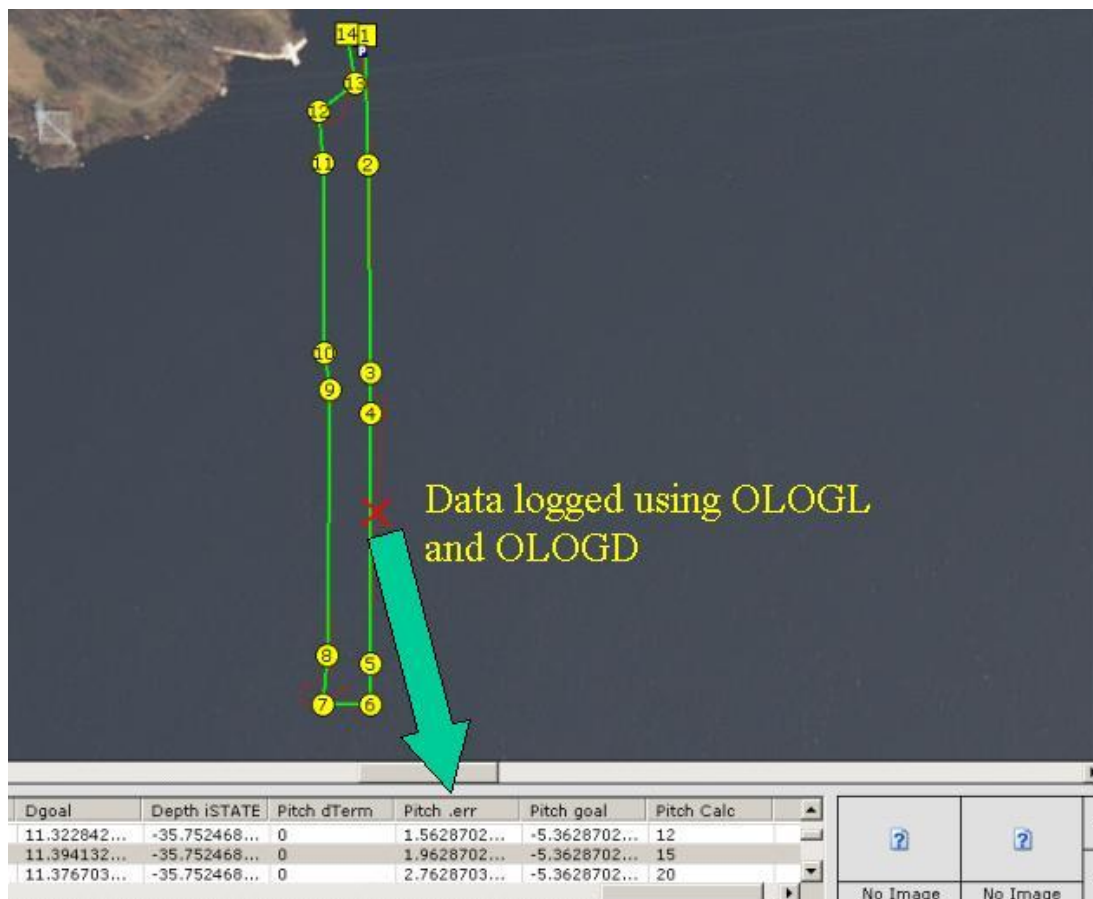 14 1
P
13
12
11
2
10
3
9
4
Data logged using OLOGL
and OLOGD
8
5
7
6
Dgoal Depth iSTATE Pitch dTerm Pitch .err Pitch goal Pitch Calc
11.322842... -35.752468... 0 1.5628702... -5.3628702... 12
11.394132... -35.752468... 0 1.9628702... -5.3628702... 15
11.376703... -35.752468... 0 2.7628703... -5.3628702... 20
? ?
No Image No Image